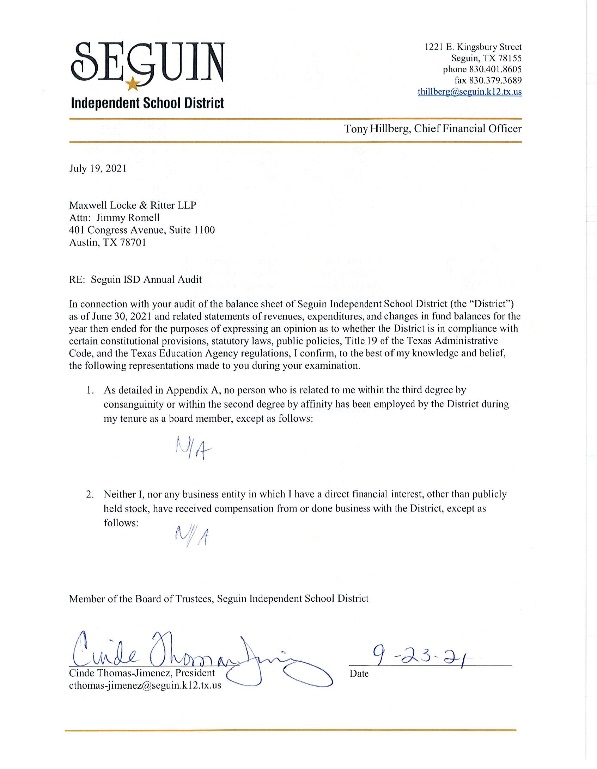 SEGUIN
Independent School District
1221 E. Kingsbury Street
Seguin, TX 78155
phone 830.401.8605
fax 830.379.3689
thillberg@seguin.k12.tx.us
Tony Hillberg, Chief Financial Officer
July 19, 2021
Maxwell Locke & Ritter LLP
Attn: Jimmy Romell
401 Congress Avenue, Suite 1100
Austin, TX 78701
RE: Seguin ISD Annual Audit
In connection with your audit of the balance sheet of Seguin Independent School District (the “District”)
as of June 30, 2021 and related statements of revenues, expenditures, and changes in fund balances for the
year then ended for the purposes of expressing an opinion as to whether the District is in compliance with
certain constitutional provisions, statutory laws, public policies, Title 19 of the Texas Administrative
Code, and the Texas Education Agency regulations, I confirm, to the best of my knowledge and belief,
the following representations made to you during your examination.
1. As detailed in Appendix A, no person who is related to me within the third degree by
consanguinity or within the second degree by affinity has been employed by the District during
my tenure as a board member, except as follows:
N/A
2. Neither I, nor any business entity in which I have a direct financial interest, other than publicly
held stock, have received compensation from or done business with the District, except as
follows:
N/A
Member of the Board of Trustees, Seguin Independent School District
Cinde Thomas-Jimenez 9-23-21
Cinde Thomas-Jimenez, President Date
cthomas-jimenez@seguin.k12.tx.us